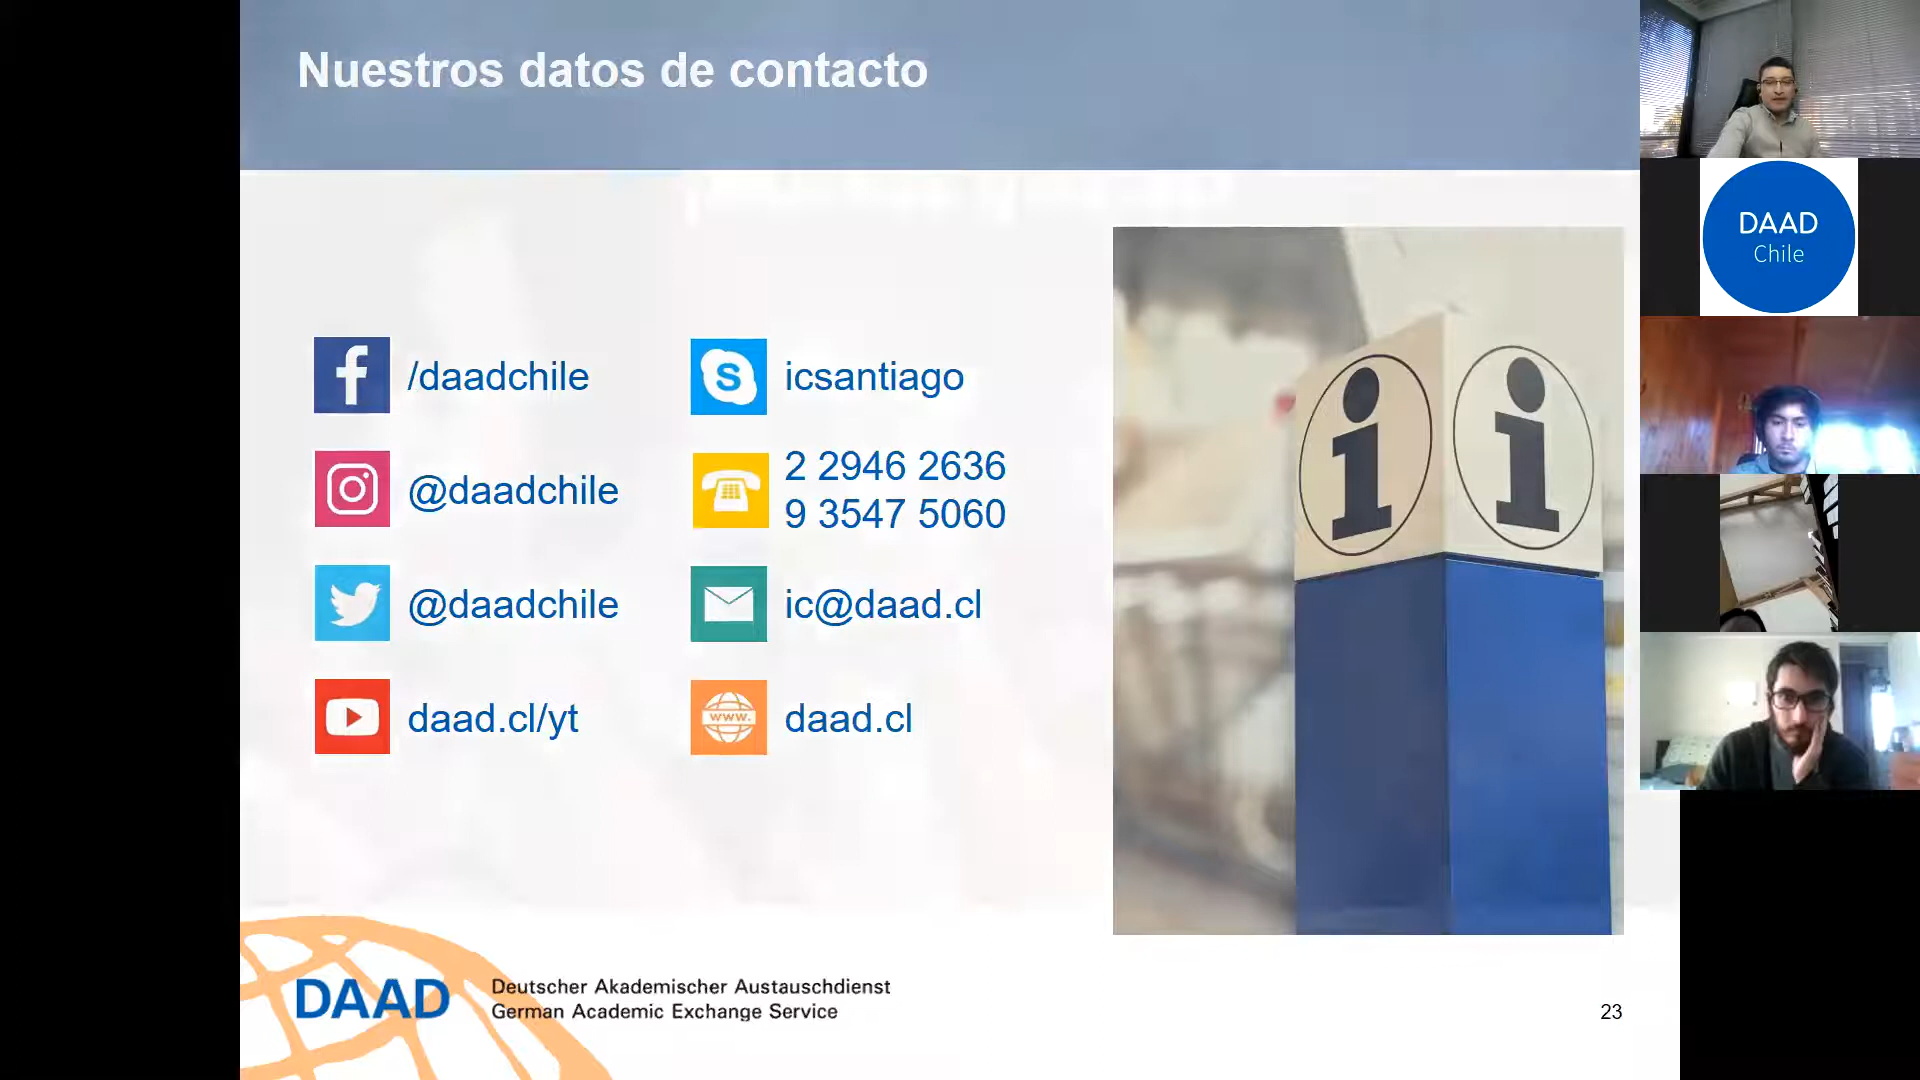 Nuestros datos de contacto
/daadchile
@daadchile
@daadchile
daad.cl/yt
S
icsantiago
2 2946 2636
9 3547 5060
ic@daad.cl
www.
daad.cl
i i
DAAD
Deutscher Akademischer Austauschdienst
German Academic Exchange Service
23
DAAD
Chile